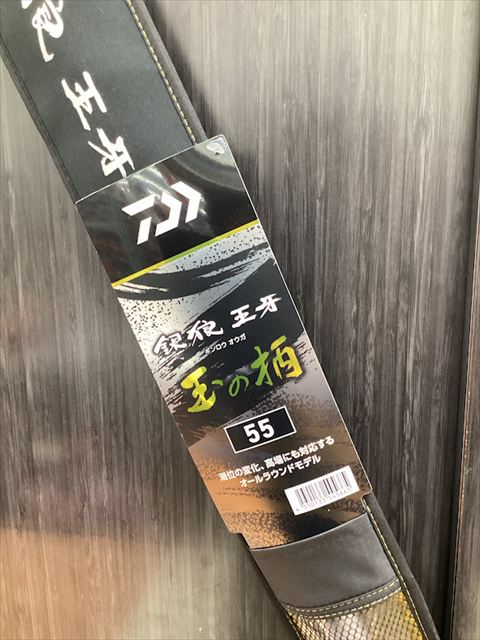 狼 王牙
銀狼 王牙
ギンロウ オウガ
玉の柄
55
潮位の変化、高場にも対応する
オールラウンドモデル